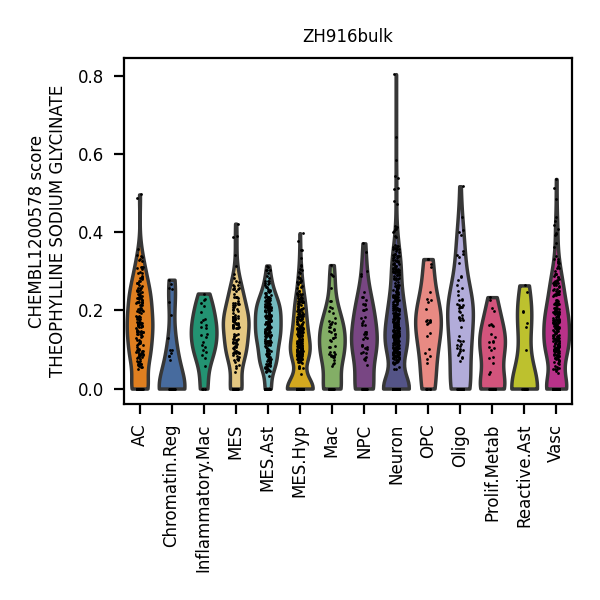 ZH916bulk
CHEMBL1200578 score
THEOPHYLLINE SODIUM GLYCINATE
0.8
0.6
0.4
0.2
0.0
AC
Chromatin.Reg
Inflammatory.Mac
MES
MES.Ast
MES.Hyp
Mac
NPC
Neuron
OPC
Oligo
Prolif.Metab
Reactive.Ast
Vasc